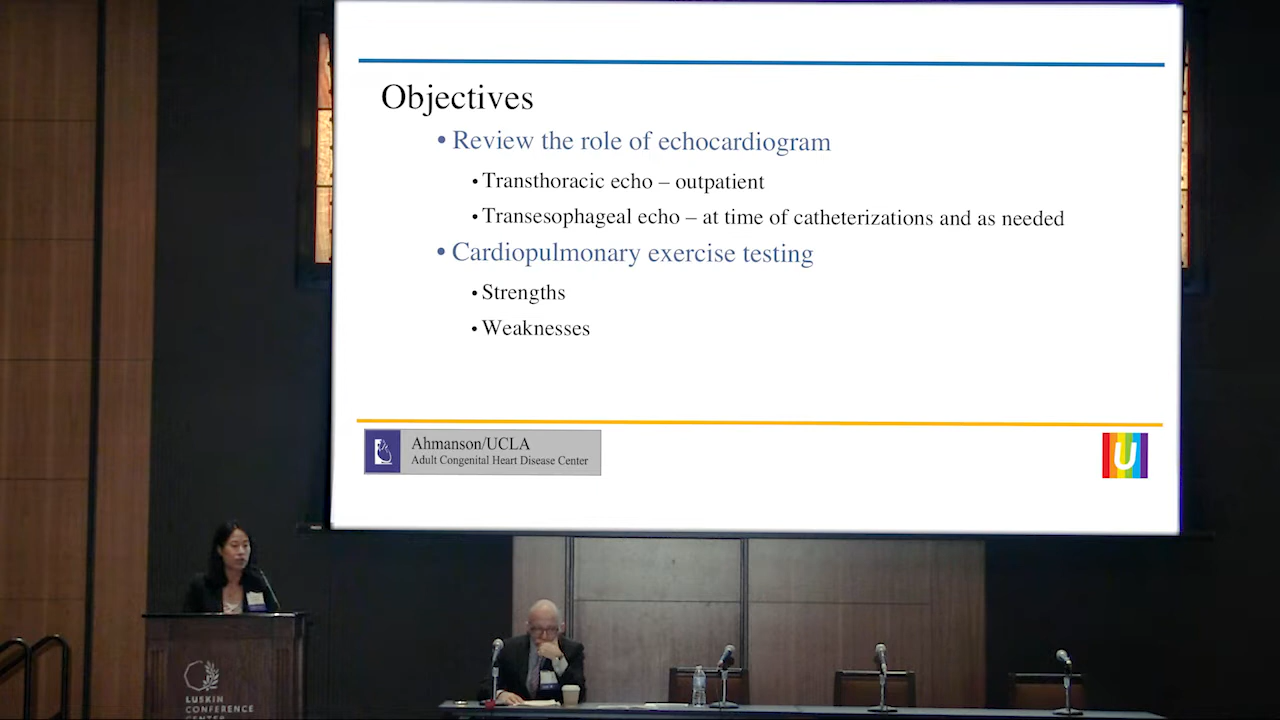 Objectives
• Review the role of echocardiogram
• Transthoracic echo – outpatient
• Transesophageal echo – at time of catheterizations and as needed
• Cardiopulmonary exercise testing
• Strengths
• Weaknesses
Ahmanson/UCLA
Adult Congenital Heart Disease Center
U
LUSKIN
CONFERENCE
CENTER